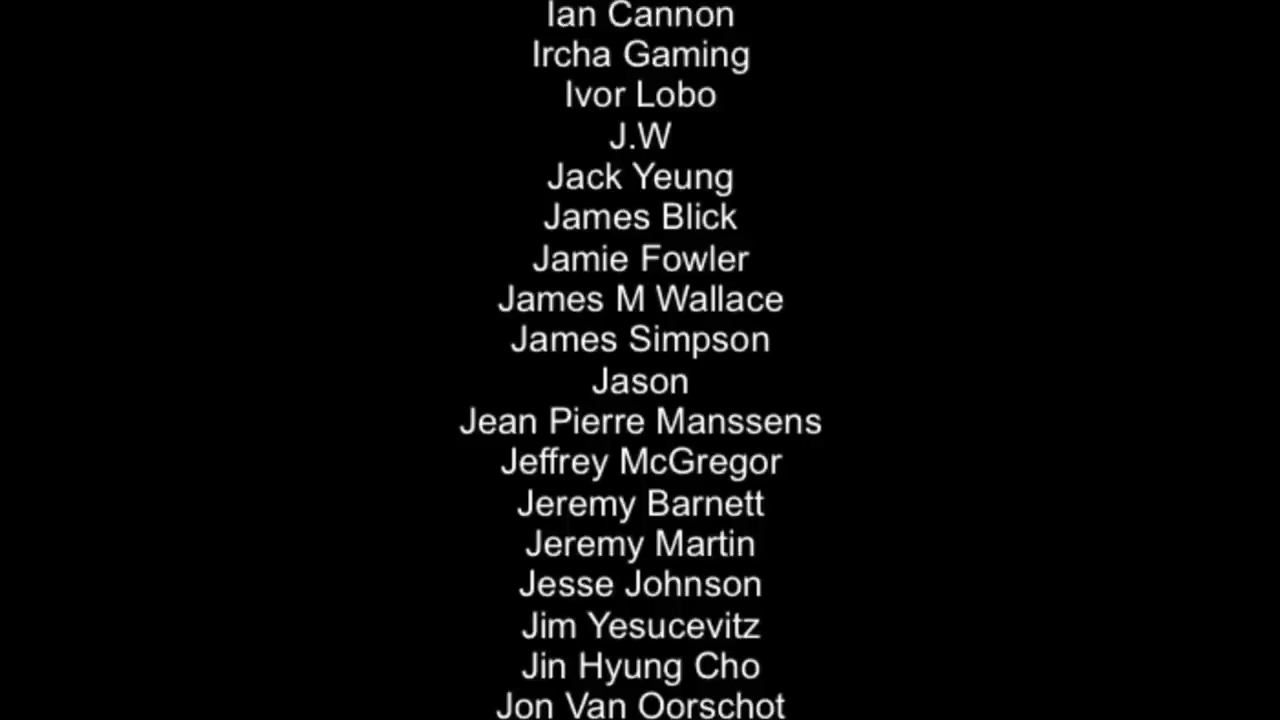 Ian Cannon
Ircha Gaming
Ivor Lobo
J.W
Jack Yeung
James Blick
Jamie Fowler
James M Wallace
James Simpson
Jason
Jean Pierre Manssens
Jeffrey McGregor
Jeremy Barnett
Jeremy Martin
Jesse Johnson
Jim Yesucevitz
Jin Hyung Cho
Jon Van Oorschot